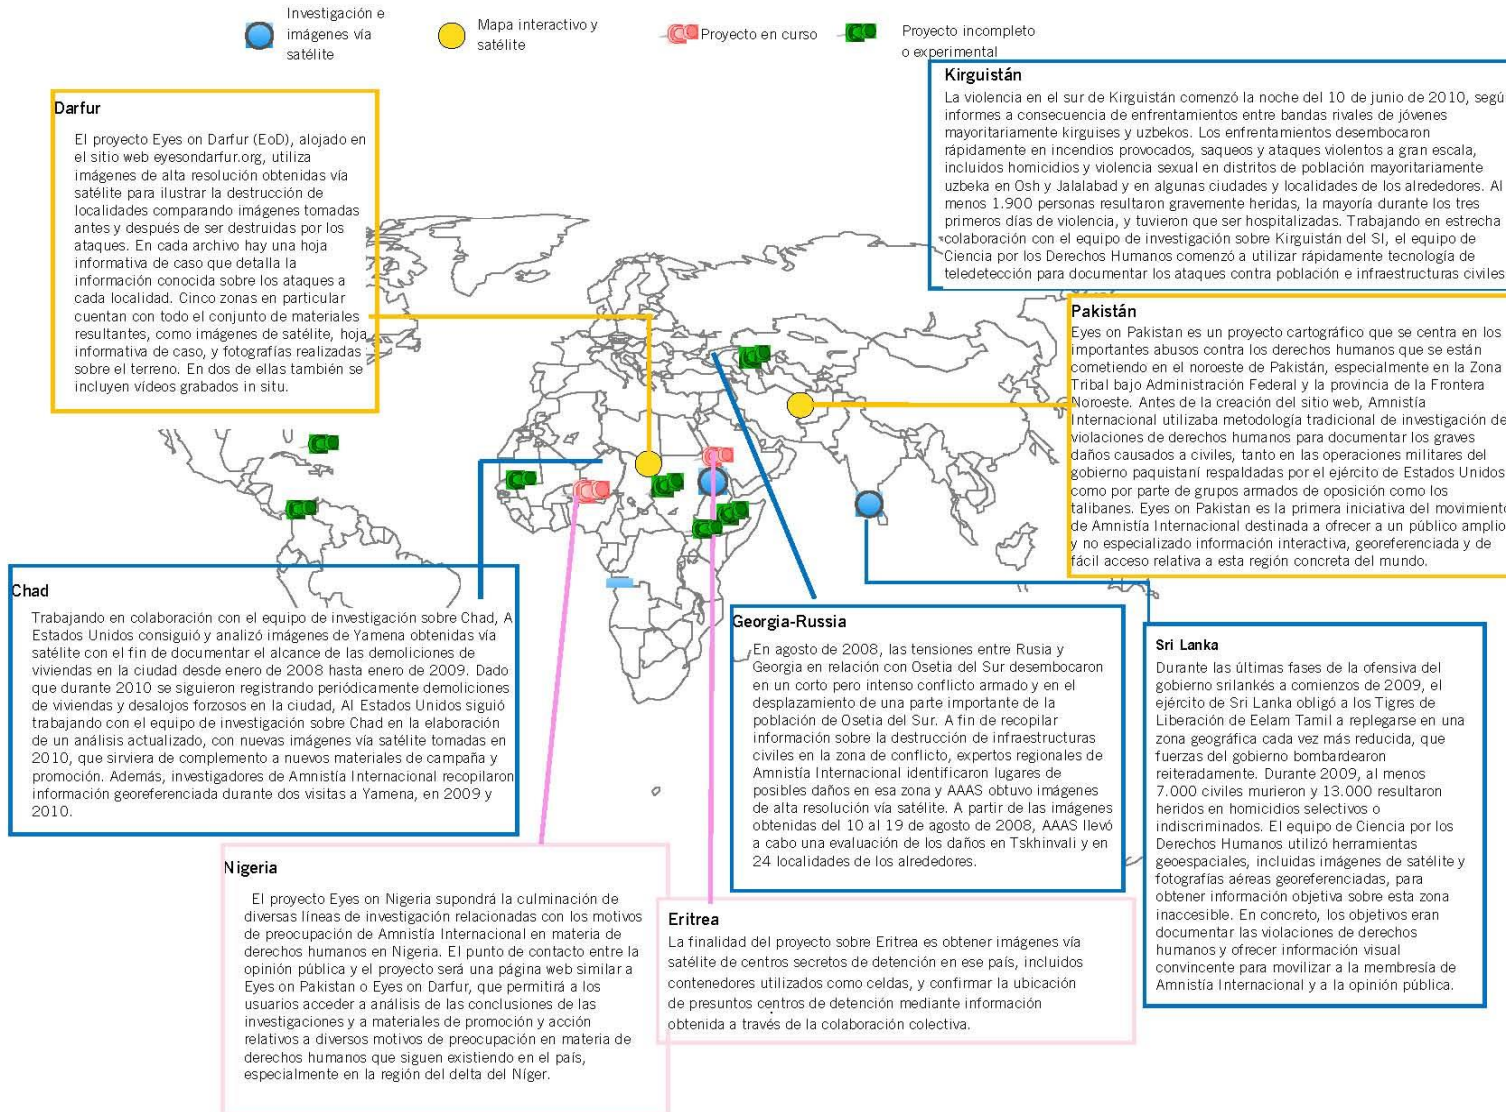 Investigación e
imágenes vía
satélite
Mapa interactivo y
satélite
Proyecto en curso
Proyecto incompleto
o experimental
Darfur
El proyecto Eyes on Darfur (EoD), alojado en
el sitio web eyesondarfur.org, utiliza
imágenes de alta resolución obtenidas vía
satélite para ilustrar la destrucción de
localidades comparando imágenes tomadas
antes y después de ser destruidas por los
ataques. En cada archivo hay una hoja
informativa de caso que detalla la
información conocida sobre los ataques a
cada localidad. Cinco zonas en particular
cuentan con todo el conjunto de materiales
resultantes, como imágenes de satélite, hoja
informativa de caso, y fotografías realizadas
sobre el terreno. En dos de ellas también se
incluyen vídeos grabados in situ.
Kirguistán
La violencia en el sur de Kirguistán comenzó la noche del 10 de junio de 2010, segú
informes a consecuencia de enfrentamientos entre bandas rivales de jóvenes
mayoritariamente kirguises y uzbekos. Los enfrentamientos desembocaron
rápidamente en incendios provocados, saqueos y ataques violentos a gran escala,
incluidos homicidios y violencia sexual en distritos de población mayoritariamente
uzbeka en Osh y Jalalabad y en algunas ciudades y localidades de los alrededores. Al
menos 1.900 personas resultaron gravemente heridas, la mayoría durante los tres
primeros días de violencia, y tuvieron que ser hospitalizadas. Trabajando en estrecha
colaboración con el equipo de investigación sobre Kirguistán del SI, el equipo de
Ciencia por los Derechos Humanos comenzó a utilizar rápidamente tecnología de
teledetección para documentar los ataques contra población e infraestructuras civiles
Pakistán
Eyes on Pakistan es un proyecto cartográfico que se centra en los
importantes abusos contra los derechos humanos que se están
cometiendo en el noroeste de Pakistán, especialmente en la Zona
Tribal bajo Administración Federal y la provincia de la Frontera
Noroeste. Antes de la creación del sitio web, Amnistía
Internacional utilizaba metodología tradicional de investigación de
violaciones de derechos humanos para documentar los graves
daños causados a civiles, tanto en las operaciones militares del
gobierno paquistaní respaldadas por el ejército de Estados Unidos
como por parte de grupos armados de oposición como los
talibanes. Eyes on Pakistan es la primera iniciativa del movimiento
de Amnistía Internacional destinada a ofrecer a un público amplio
y no especializado información interactiva, georeferenciada y de
fácil acceso relativa a esta región concreta del mundo.
Chad
Trabajando en colaboración con el equipo de investigación sobre Chad, A
Estados Unidos consiguió y analizó imágenes de Yamena obtenidas vía
satélite con el fin de documentar el alcance de las demoliciones de
viviendas en la ciudad desde enero de 2008 hasta enero de 2009. Dado
que durante 2010 se siguieron registrando periódicamente demoliciones
de viviendas y desalojos forzosos en la ciudad, AI Estados Unidos siguió
trabajando con el equipo de investigación sobre Chad en la elaboración
de un análisis actualizado, con nuevas imágenes vía satélite tomadas en
2010, que sirviera de complemento a nuevos materiales de campaña y
promoción. Además, investigadores de Amnistía Internacional recopilaron
información georeferenciada durante dos visitas a Yamena, en 2009 y
2010.
Georgia-Russia
En agosto de 2008, las tensiones entre Rusia y
Georgia en relación con Osetia del Sur desembocaron
en un corto pero intenso conflicto armado y en el
desplazamiento de una parte importante de la
población de Osetia del Sur. A fin de recopilar
información sobre la destrucción de infraestructuras
civiles en la zona de conflicto, expertos regionales de
Amnistía Internacional identificaron lugares de
posibles daños en esa zona y AAAS obtuvo imágenes
de alta resolución vía satélite. A partir de las imágenes
obtenidas del 10 al 19 de agosto de 2008, AAAS llevó
a cabo una evaluación de los daños en Tskhinvali y en
24 localidades de los alrededores.
Sri Lanka
Durante las últimas fases de la ofensiva del
gobierno srilankés a comienzos de 2009, el
ejército de Sri Lanka obligó a los Tigres de
Liberación de Eelam Tamil a replegarse en una
zona geográfica cada vez más reducida, que
fuerzas del gobierno bombardearon
reiteradamente. Durante 2009, al menos
7.000 civiles murieron y 13.000 resultaron
heridos en homicidios selectivos o
indiscriminados. El equipo de Ciencia por los
Derechos Humanos utilizó herramientas
geoespaciales, incluidas imágenes de satélite y
fotografías aéreas georeferenciadas, para
obtener información objetiva sobre esta zona
inaccesible. En concreto, los objetivos eran
documentar las violaciones de derechos
humanos y ofrecer información visual
convincente para movilizar a la membresía de
Amnistía Internacional y a la opinión pública.
Nigeria
El proyecto Eyes on Nigeria supondrá la culminación de
diversas líneas de investigación relacionadas con los motivos
de preocupación de Amnistía Internacional en materia de
derechos humanos en Nigeria. El punto de contacto entre la
opinión pública y el proyecto será una página web similar a
Eyes on Pakistan o Eyes on Darfur, que permitirá a los
usuarios acceder a análisis de las conclusiones de las
investigaciones y a materiales de promoción y acción
relativos a diversos motivos de preocupación en materia de
derechos humanos que siguen existiendo en el país,
especialmente en la región del delta del Níger.
Eritrea
La finalidad del proyecto sobre Eritrea es obtener imágenes vía
satélite de centros secretos de detención en ese país, incluidos
contenedores utilizados como celdas, y confirmar la ubicación
de presuntos centros de detención mediante información
obtenida a través de la colaboración colectiva.